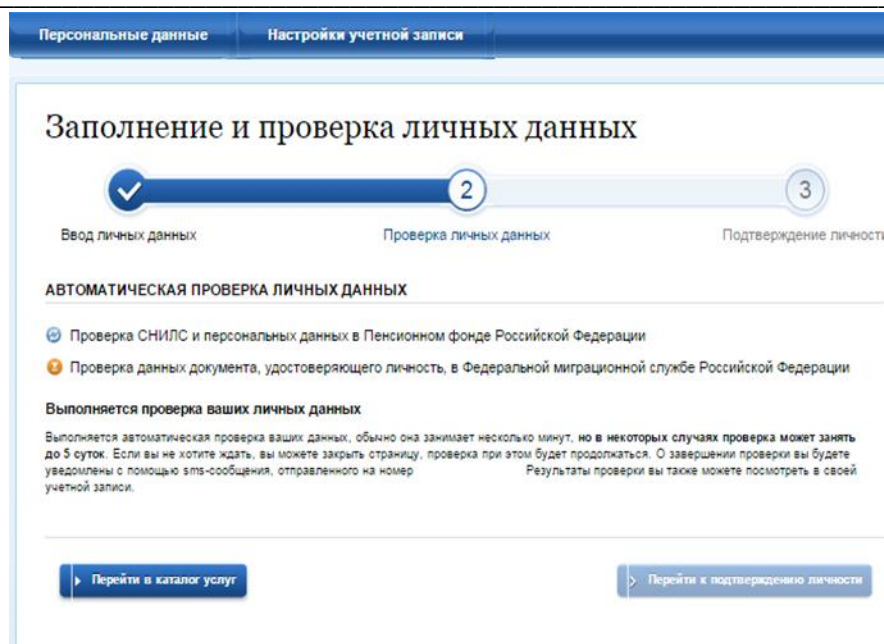 Персональные данные Настройки учетной записи
Заполнение и проверка личных данных
2 3
Ввод личных данных Проверка личных данных Подтверждение личности
АВТОМАТИЧЕСКАЯ ПРОВЕРКА ЛИЧНЫХ ДАННЫХ
Проверка СНИЛС и персональных данных в Пенсионном фонде Российской Федерации
Проверка данных документа, удостоверяющего личность, в Федеральной миграционной службе Российской Федерации
Выполняется проверка ваших личных данных
Выполняется автоматическая проверка ваших данных, обычно она занимает несколько минут, но в некоторых случаях проверка может занять
до 5 суток. Если вы не хотите ждать, вы можете закрыть страницу, проверка при этом будет продолжаться. О завершении проверки вы будете
уведомлены с помощью sms-сообщения, отправленного на номер Результаты проверки вы также можете посмотреть в своей
учетной записи.
Перейти в каталог услуг Перейти к подтверждению личности